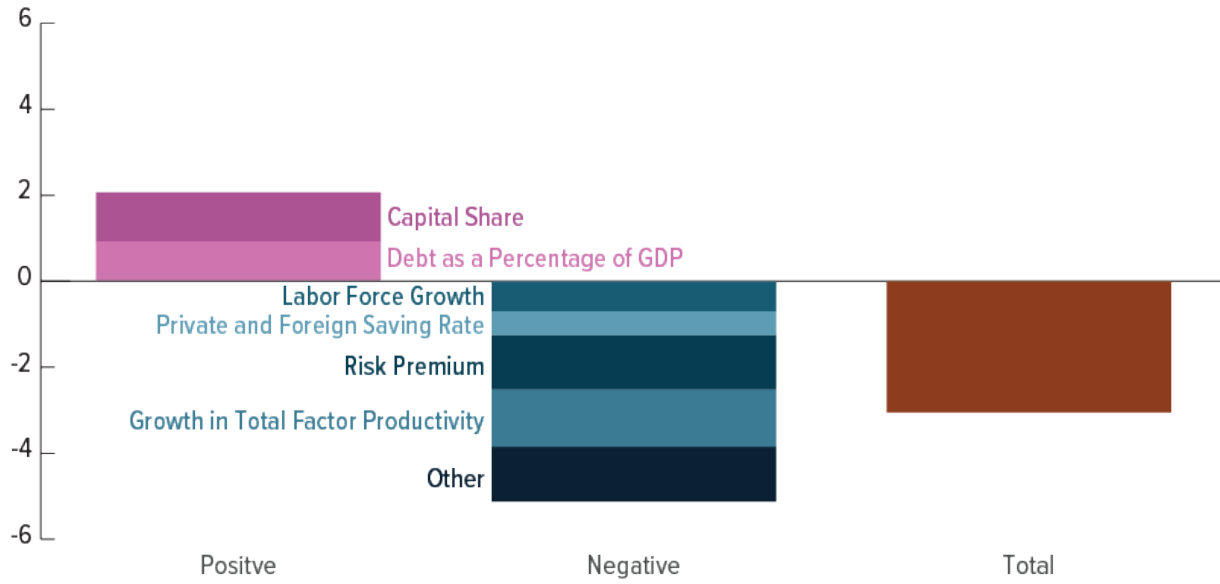 6
4
2
Capital Share
Debt as a Percentage of GDP
0
Labor Force Growth
Private and Foreign Saving Rate
-2
Risk Premium
Growth in Total Factor Productivity
-4
Other
-6
Positve
Negative
Total